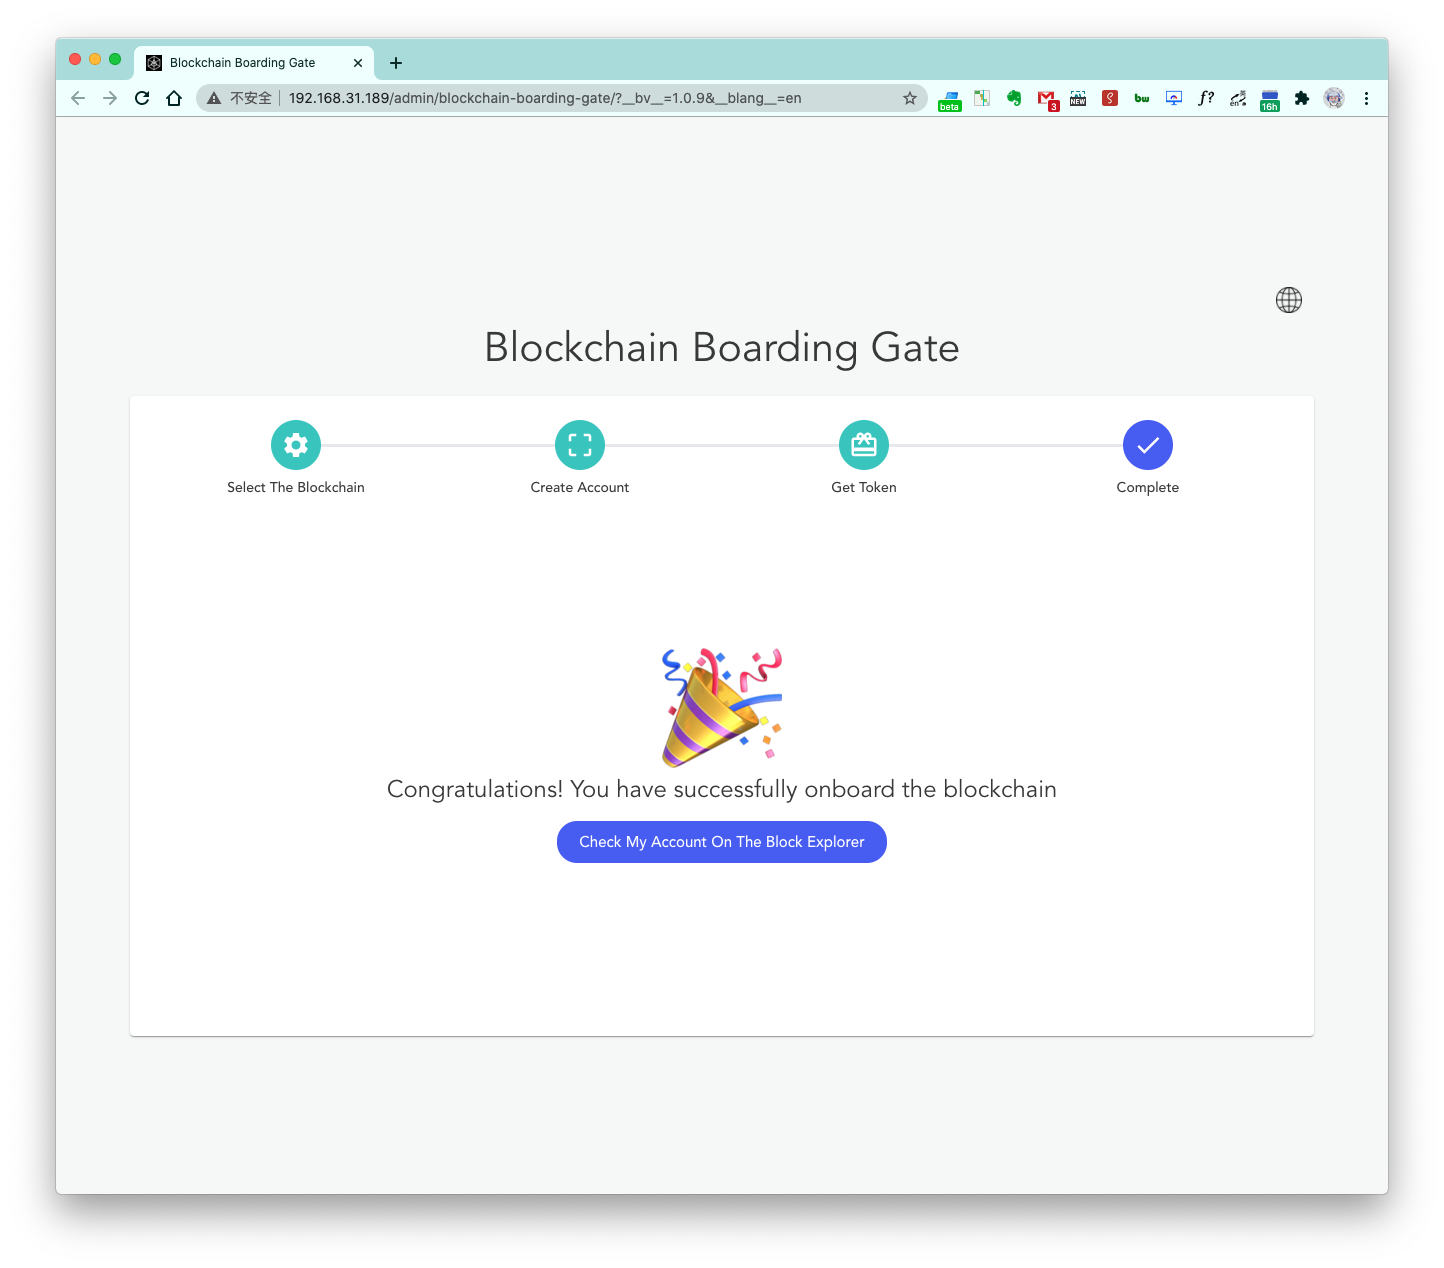 Blockchain Boarding Gate
不安全 192.168.31.189/admin/blockchain-boarding-gate/?__bv__=1.0.9&__blang__=en
beta
3
NEW
bw
f?
en
16h
Blockchain Boarding Gate
Select The Blockchain
Create Account
Get Token
Complete
Congratulations! You have successfully onboard the blockchain
Check My Account On The Block Explorer